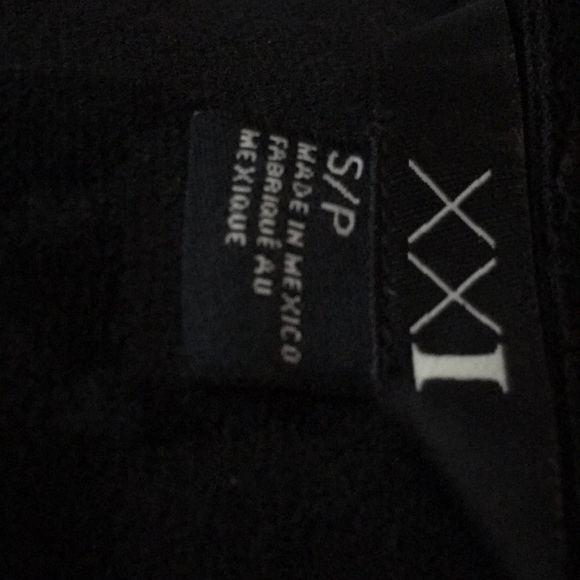 XXI
S/P
MADE IN MEXICO
FABRIQUÉ AU
MEXIQUE